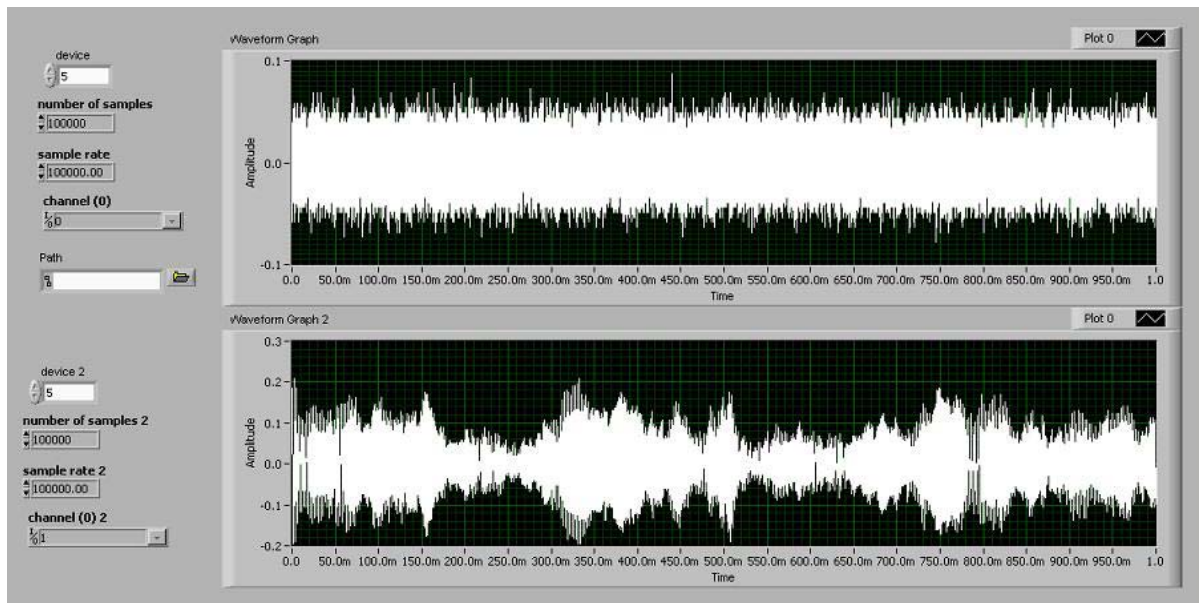 device
5
number of samples
100000
sample rate
100000.00
channel (0)
I/O 0
Path
Waveform Graph
Plot 0
0.1
0.0
-0.1
Amplitude
0.0 50.0m 100.0m 150.0m 200.0m 250.0m 300.0m 350.0m 400.0m 450.0m 500.0m 550.0m 600.0m 650.0m 700.0m 750.0m 800.0m 850.0m 900.0m 950.0m 1.0
Time
device 2
5
number of samples 2
100000
sample rate 2
100000.00
channel (0) 2
I/O 1
Waveform Graph 2
Plot 0
0.3
0.2
0.1
0.0
-0.1
-0.2
Amplitude
0.0 50.0m 100.0m 150.0m 200.0m 250.0m 300.0m 350.0m 400.0m 450.0m 500.0m 550.0m 600.0m 650.0m 700.0m 750.0m 800.0m 850.0m 900.0m 950.0m 1.0
Time